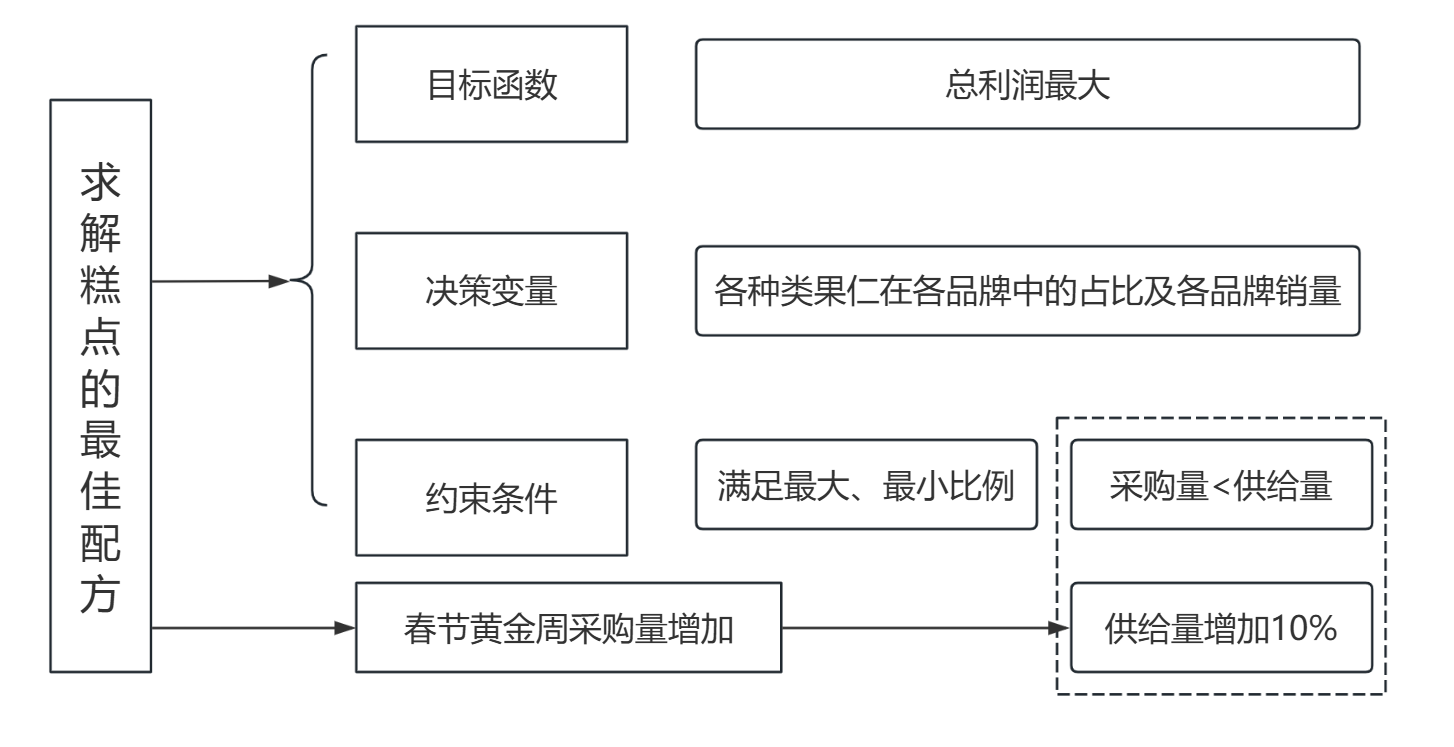 求解糕点的最佳配方
目标函数
总利润最大
决策变量
各种类果仁在各品牌中的占比及各品牌销量
约束条件
满足最大、最小比例
采购量<供给量
春节黄金周采购量增加
供给量增加10%